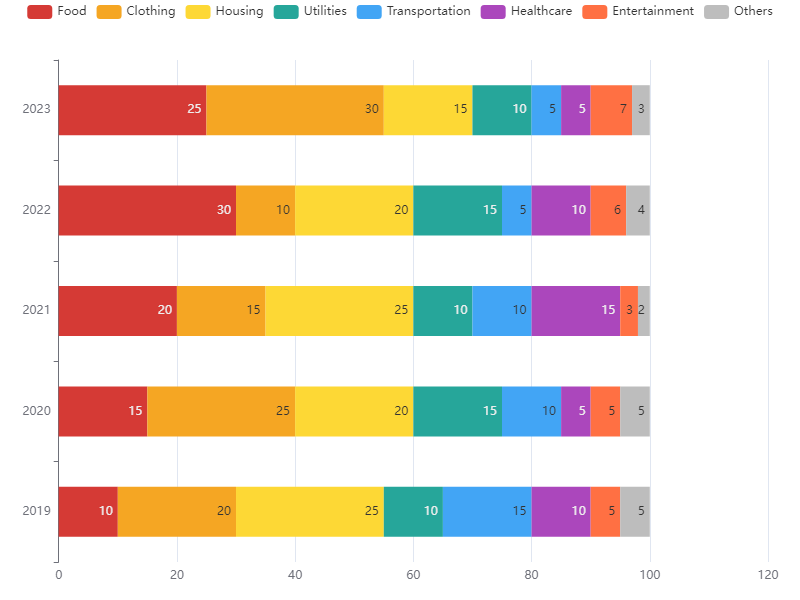 Food Clothing Housing Utilities Transportation Healthcare Entertainment Others
2023 25 30 15 10 5 5 7 3
2022 30 10 20 15 5 10 6 4
2021 20 15 25 10 10 15 3 2
2020 15 25 20 15 10 5 5 5
2019 10 20 25 10 15 10 5 5
0 20 40 60 80 100 120